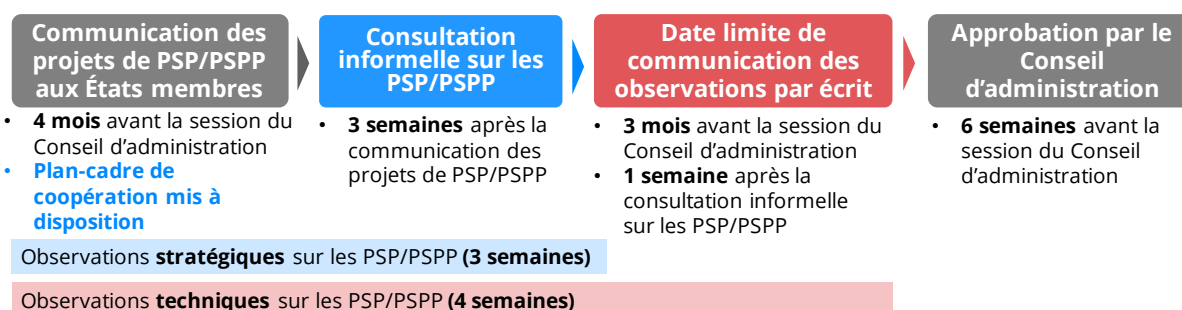 Communication des
projets de PSP/PSPP
aux États membres
• 4 mois avant la session du
Conseil d’administration
• Plan-cadre de
coopération mis à
disposition
Consultation
informelle sur les
PSP/PSPP
• 3 semaines après la
communication des
projets de PSP/PSPP
Date limite de
communication des
observations par écrit
• 3 mois avant la session du
Conseil d’administration
• 1 semaine après la
consultation informelle
sur les PSP/PSPP
Approbation par le
Conseil
d’administration
• 6 semaines avant la
session du Conseil
d’administration
Observations stratégiques sur les PSP/PSPP (3 semaines)
Observations techniques sur les PSP/PSPP (4 semaines)